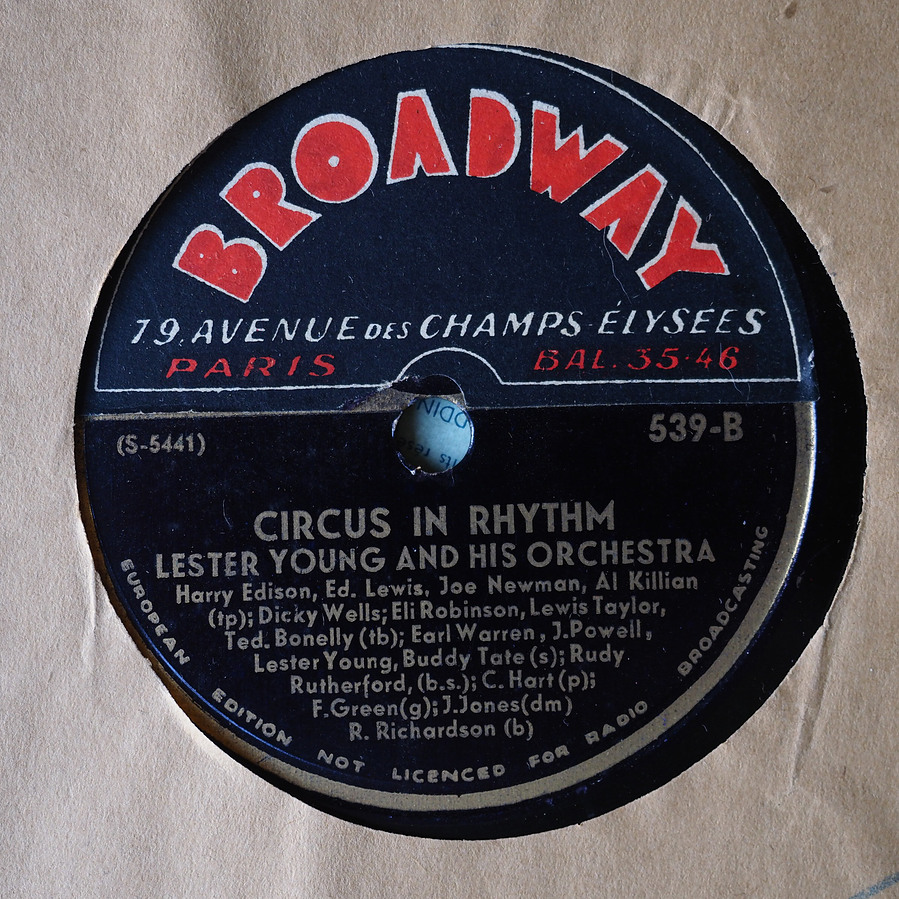 BROADWAY
79, AVENUE DES CHAMPS ÉLYSÉES
PARIS BAL. 35·46
(S-5441) 539-B
CIRCUS IN RHYTHM
LESTER YOUNG AND HIS ORCHESTRA
Harry Edison, Ed. Lewis, Joe Newman, Al Killian
(tp); Dicky Wells; Eli Robinson, Lewis Taylor,
Ted. Bonelly (tb); Earl Warren, J. Powell,
Lester Young, Buddy Tate (s); Rudy
Rutherford, (b.s.); C. Hart (p);
F. Green (g); J. Jones (dm)
R. Richardson (b)
EUROPEAN EDITION NOT LICENCED FOR RADIO BROADCASTING